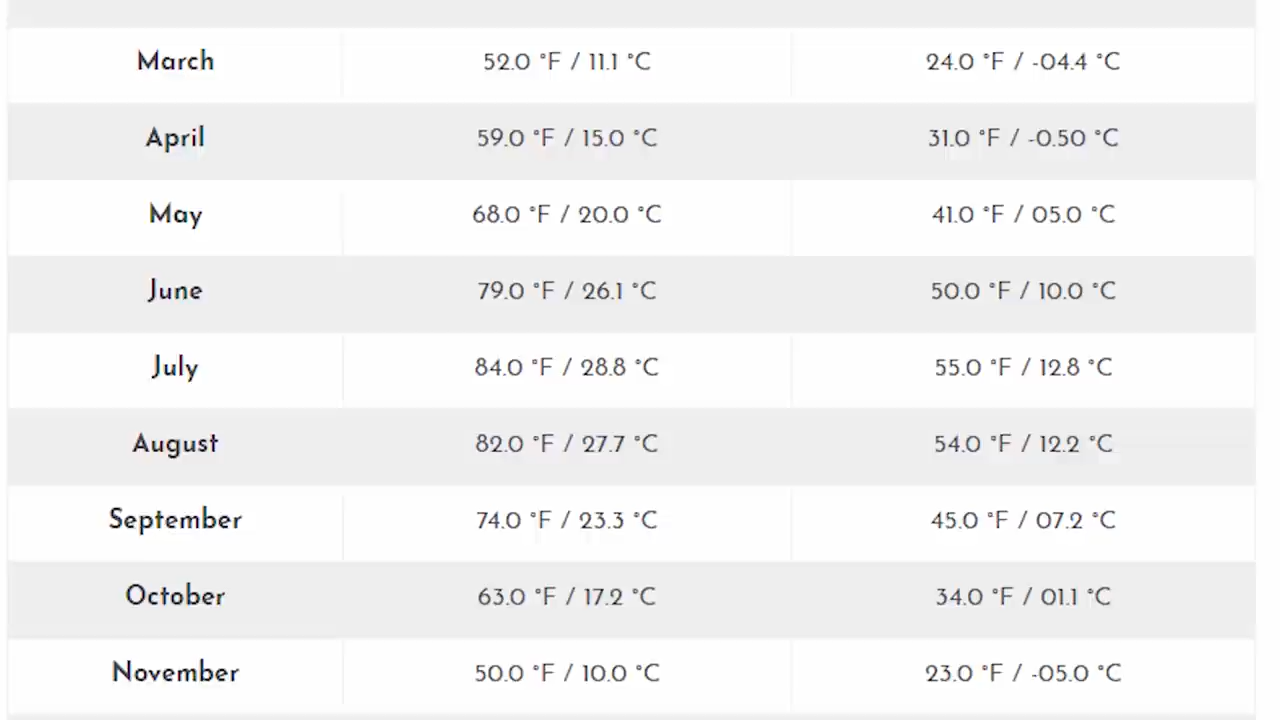 March 52.0 °F / 11.1 °C 24.0 °F / -04.4 °C
April 59.0 °F / 15.0 °C 31.0 °F / -0.50 °C
May 68.0 °F / 20.0 °C 41.0 °F / 05.0 °C
June 79.0 °F / 26.1 °C 50.0 °F / 10.0 °C
July 84.0 °F / 28.8 °C 55.0 °F / 12.8 °C
August 82.0 °F / 27.7 °C 54.0 °F / 12.2 °C
September 74.0 °F / 23.3 °C 45.0 °F / 07.2 °C
October 63.0 °F / 17.2 °C 34.0 °F / 01.1 °C
November 50.0 °F / 10.0 °C 23.0 °F / -05.0 °C